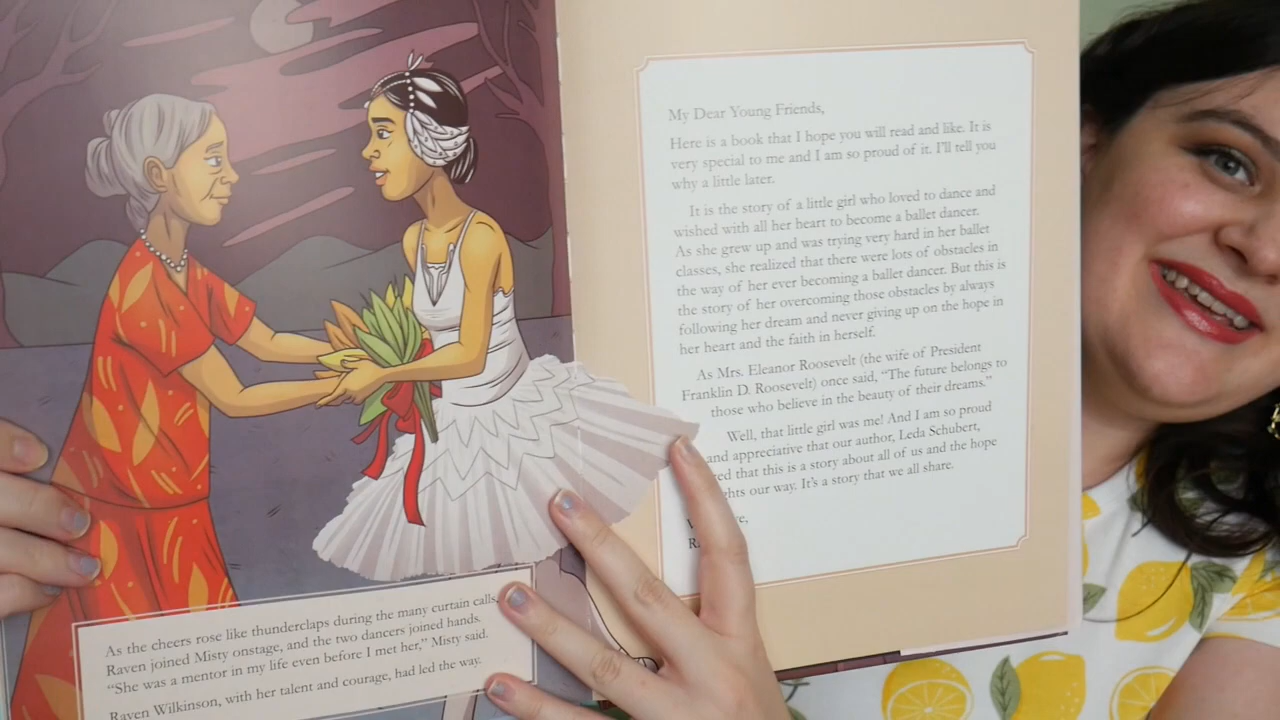 As the cheers rose like thunderclaps during the many curtain calls,
Raven joined Misty onstage, and the two dancers joined hands.
“She was a mentor in my life even before I met her,” Misty said.
Raven Wilkinson, with her talent and courage, had led the way.
My Dear Young Friends,
Here is a book that I hope you will read and like. It is
very special to me and I am so proud of it. I’ll tell you
why a little later.
It is the story of a little girl who loved to dance and
wished with all her heart to become a ballet dancer.
As she grew up and was trying very hard in her ballet
classes, she realized that there were lots of obstacles in
the way of her ever becoming a ballet dancer. But this is
the story of her overcoming those obstacles by always
following her dream and never giving up on the hope in
her heart and the faith in herself.
As Mrs. Eleanor Roosevelt (the wife of President
Franklin D. Roosevelt) once said, “The future belongs to
those who believe in the beauty of their dreams.”
Well, that little girl was me! And I am so proud
and appreciative that our author, Leda Schubert,
that this is a story about all of us and the hope
our way. It’s a story that we all share.